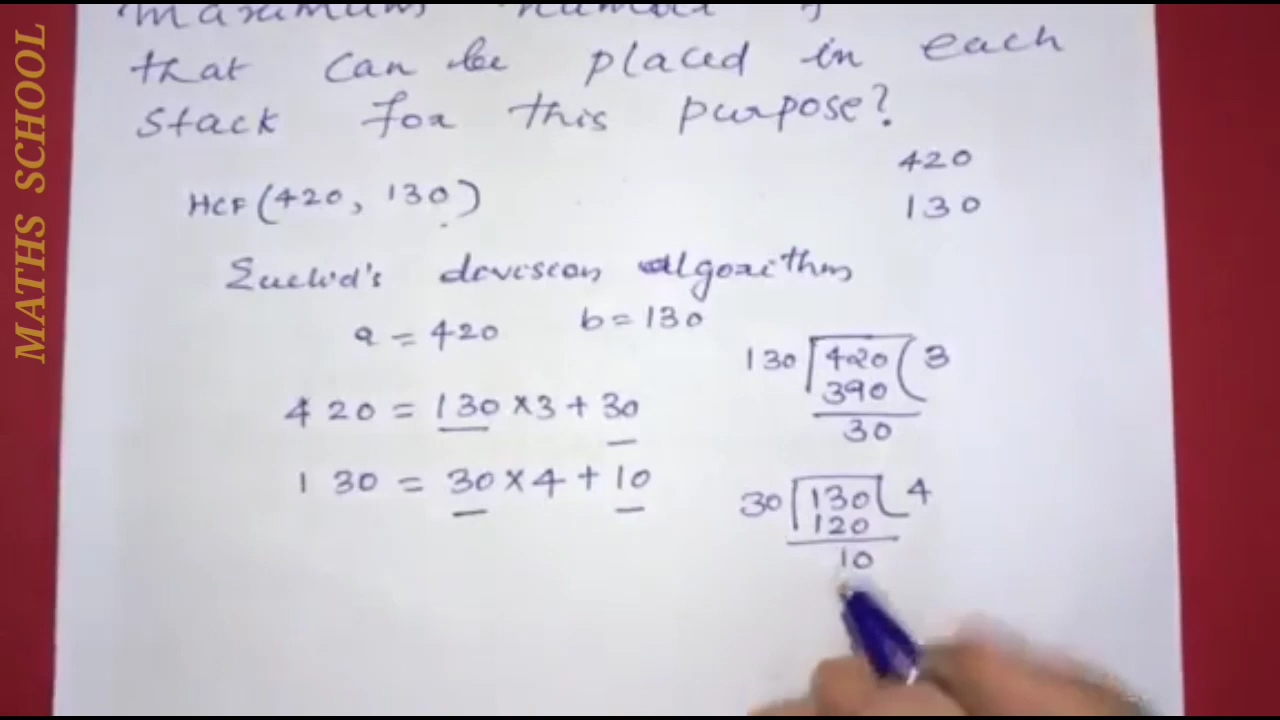 MATHS SCHOOL
that can be placed in each
stack for this purpose?
420
130
HCF (420, 130)
Euclid's devision algorithm
a = 420 b = 130
130 420 3
390
30
420 = 130 × 3 + 30
130 = 30 × 4 + 10
30 130 4
120
10